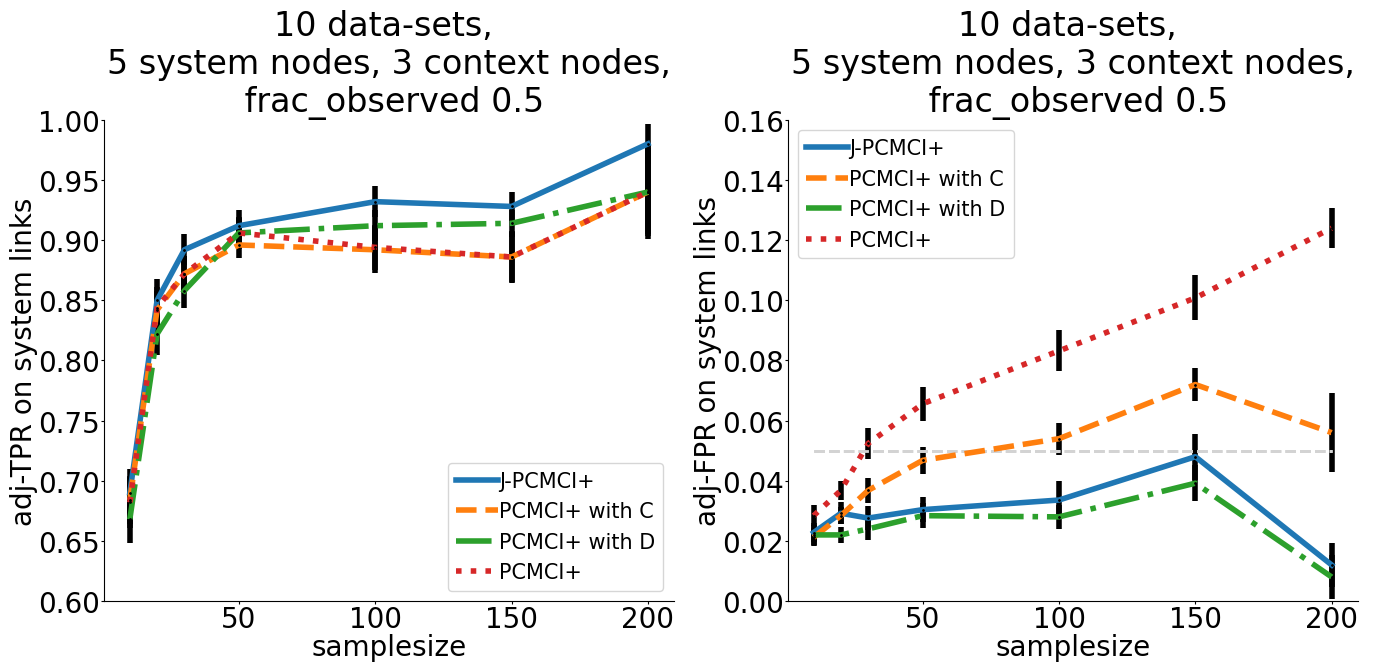 10 data-sets,
5 system nodes, 3 context nodes,
frac_observed 0.5
adj-TPR on system links
1.00
0.95
0.90
0.85
0.80
0.75
0.70
0.65
0.60
J-PCMCI+
PCMCI+ with C
PCMCI+ with D
PCMCI+
50 100 150 200
samplesize
10 data-sets,
5 system nodes, 3 context nodes,
frac_observed 0.5
adj-FPR on system links
0.16
0.14
0.12
0.10
0.08
0.06
0.04
0.02
0.00
J-PCMCI+
PCMCI+ with C
PCMCI+ with D
PCMCI+
50 100 150 200
samplesize